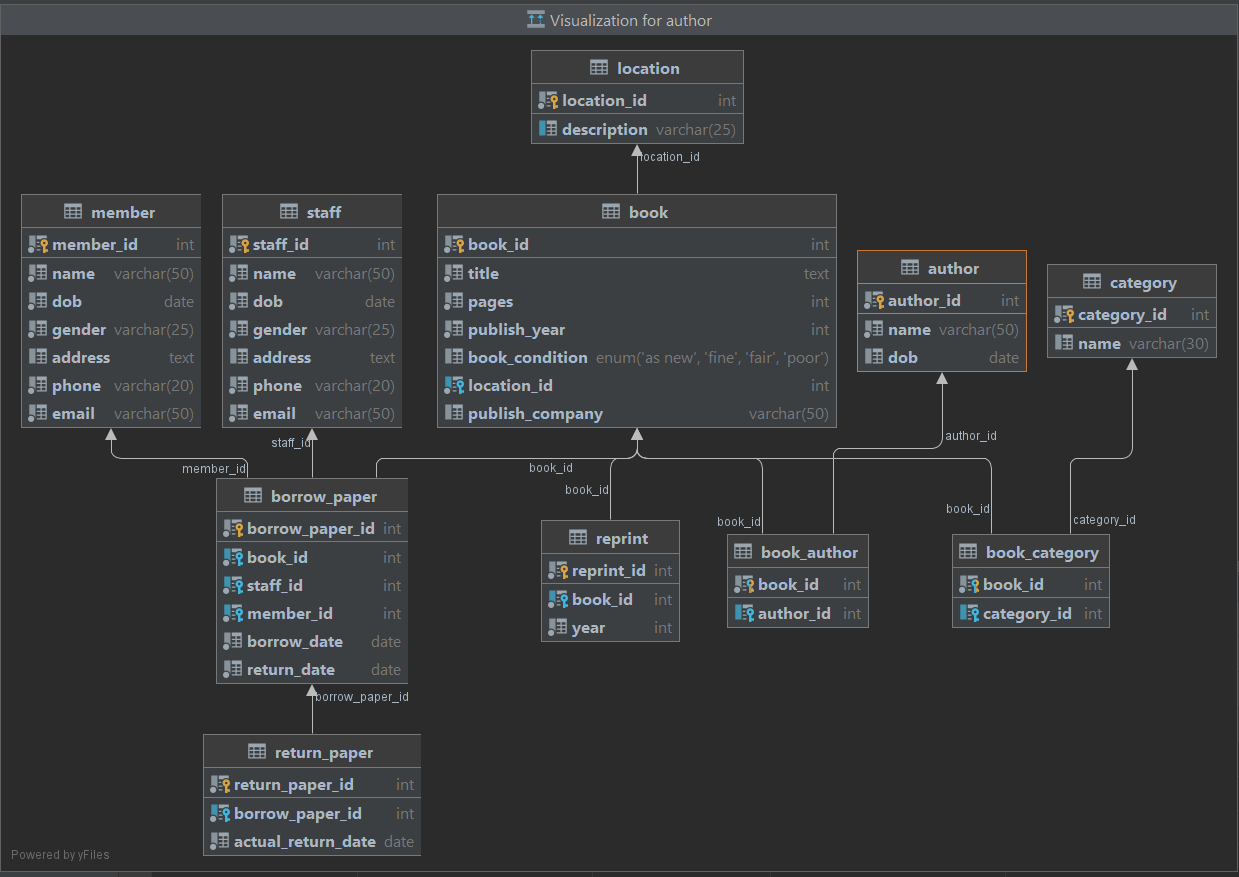 Visualization for author
location
location_id int
description varchar(25)
location_id
member
member_id int
name varchar(50)
dob date
gender varchar(25)
address text
phone varchar(20)
email varchar(50)
staff
staff_id int
name varchar(50)
dob date
gender varchar(25)
address text
phone varchar(20)
email varchar(50)
book
book_id int
title text
pages int
publish_year int
book_condition enum('as new', 'fine', 'fair', 'poor')
location_id int
publish_company varchar(50)
author
author_id int
name varchar(50)
dob date
category
category_id int
name varchar(30)
member_id
staff_id
book_id
book_id
book_id
author_id
book_id
category_id
borrow_paper
borrow_paper_id int
book_id int
staff_id int
member_id int
borrow_date date
return_date date
reprint
reprint_id int
book_id int
year int
book_author
book_id int
author_id int
book_category
book_id int
category_id int
borrow_paper_id
return_paper
return_paper_id int
borrow_paper_id int
actual_return_date date
Powered by yFiles